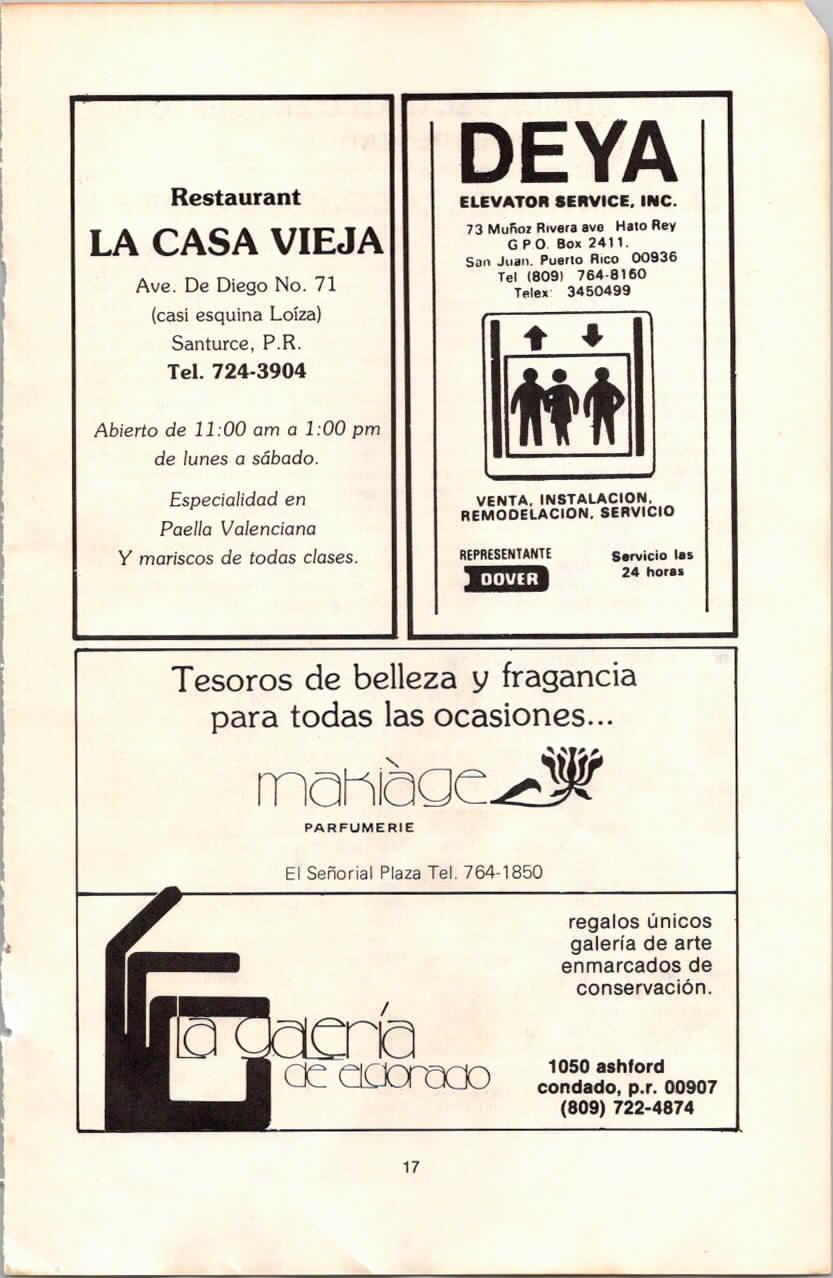 Restaurant
LA CASA VIEJA
Ave. De Diego No. 71
(casi esquina Loíza)
Santurce, P.R.
Tel. 724-3904
Abierto de 11:00 am a 1:00 pm
de lunes a sábado.
Especialidad en
Paella Valenciana
Y mariscos de todas clases.
DEYA
ELEVATOR SERVICE, INC.
73 Muñoz Rivera ave Hato Rey
G P.O. Box 2411.
San Juan. Puerto Rico 00936
Tel (809) 764-8160
Telex: 3450499
VENTA, INSTALACION,
REMODELACION, SERVICIO
REPRESENTANTE
DOVER
Servicio las
24 horas
Tesoros de belleza y fragancia
para todas las ocasiones...
makiàge
PARFUMERIE
El Señorial Plaza Tel. 764-1850
La galería
de eldorado
regalos únicos
galería de arte
enmarcados de
conservación.
1050 ashford
condado, p.r. 00907
(809) 722-4874
17